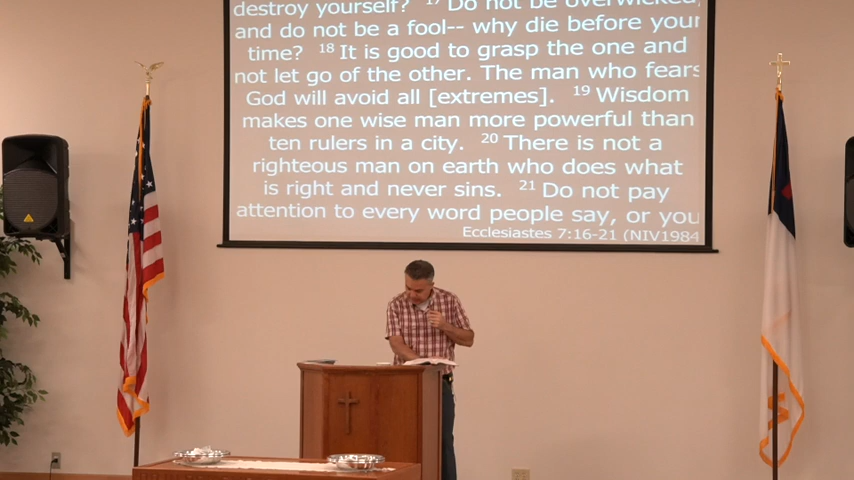 destroy yourself? 17 Do not be overwicked,
and do not be a fool-- why die before your
time? 18 It is good to grasp the one and
not let go of the other. The man who fears
God will avoid all [extremes]. 19 Wisdom
makes one wise man more powerful than
ten rulers in a city. 20 There is not a
righteous man on earth who does what
is right and never sins. 21 Do not pay
attention to every word people say, or you
Ecclesiastes 7:16-21 (NIV1984